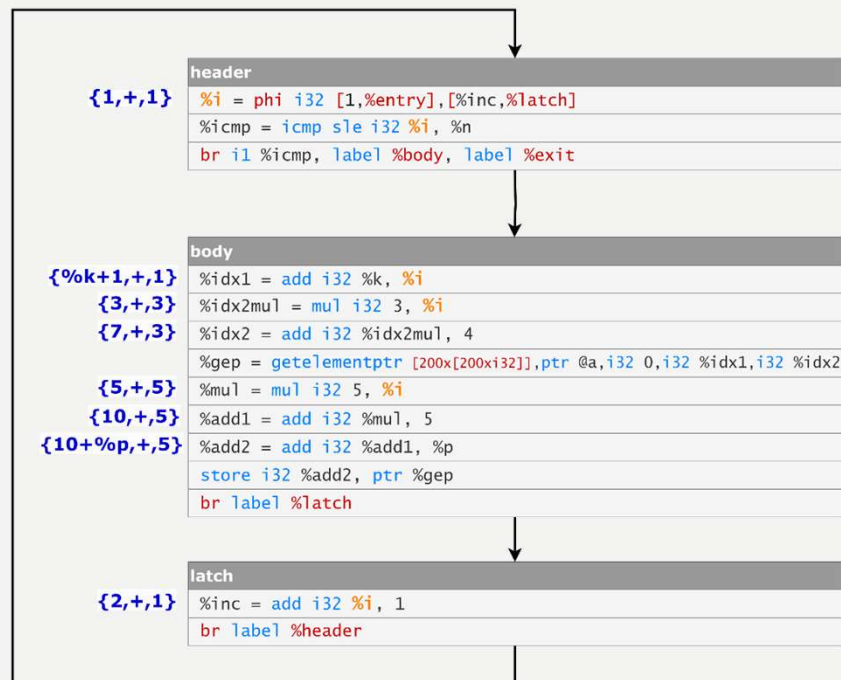 header
{1,+,1} %i = phi i32 [1,%entry],[%inc,%latch]
%icmp = icmp sle i32 %i, %n
br i1 %icmp, label %body, label %exit
body
{%k+1,+,1} %idx1 = add i32 %k, %i
{3,+,3} %idx2mul = mul i32 3, %i
{7,+,3} %idx2 = add i32 %idx2mul, 4
%gep = getelementptr [200x[200xi32]],ptr @a,i32 0,i32 %idx1,i32 %idx2
{5,+,5} %mul = mul i32 5, %i
{10,+,5} %add1 = add i32 %mul, 5
{10+%p,+,5} %add2 = add i32 %add1, %p
store i32 %add2, ptr %gep
br label %latch
latch
{2,+,1} %inc = add i32 %i, 1
br label %header